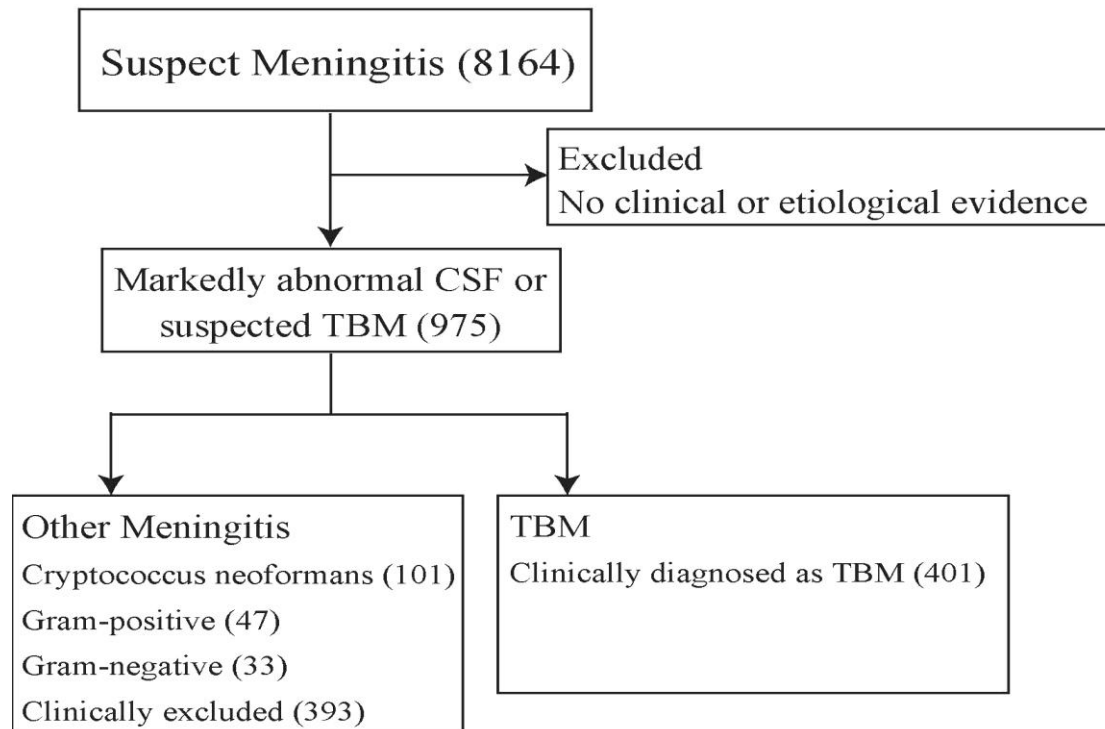 Suspect Meningitis (8164)
Excluded
No clinical or etiological evidence
Markedly abnormal CSF or
suspected TBM (975)
Other Meningitis
Cryptococcus neoformans (101)
Gram-positive (47)
Gram-negative (33)
Clinically excluded (393)
TBM
Clinically diagnosed as TBM (401)